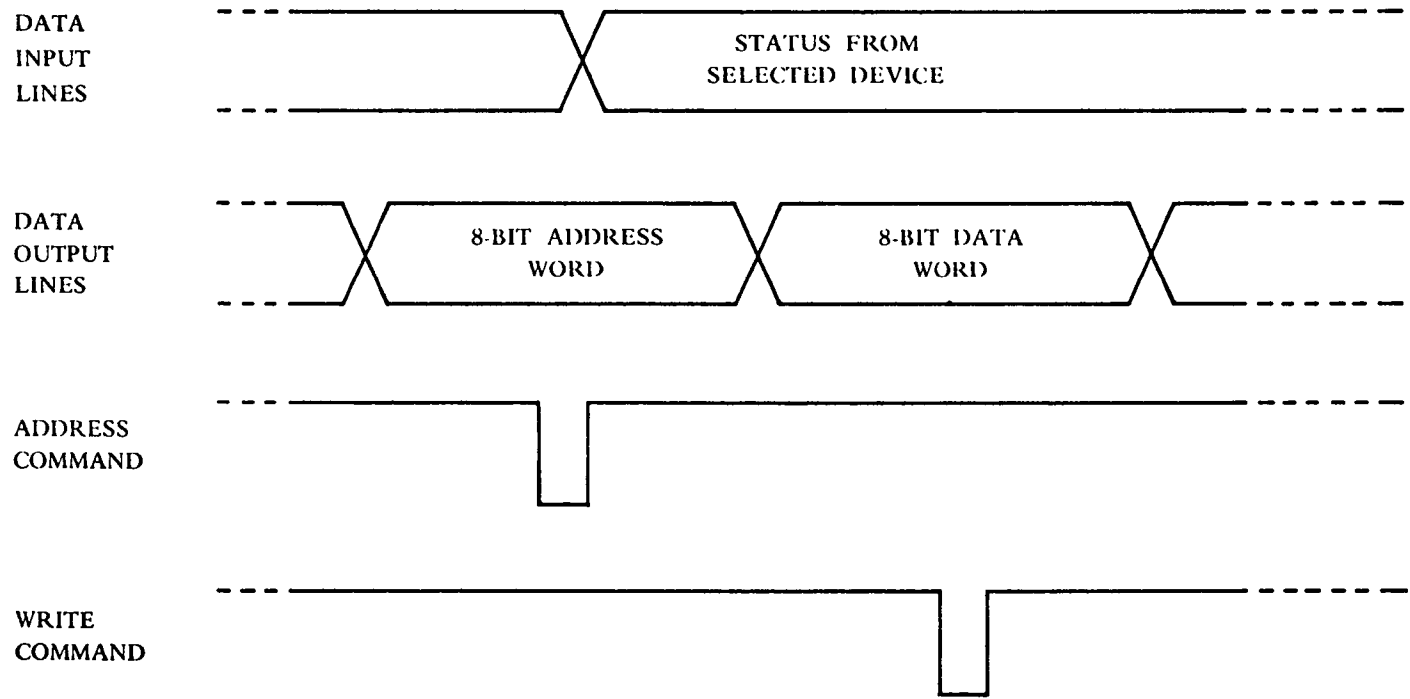 DATA
INPUT
LINES
STATUS FROM
SELECTED DEVICE
DATA
OUTPUT
LINES
8-BIT ADDRESS
WORD
8-BIT DATA
WORD
ADDRESS
COMMAND
WRITE
COMMAND